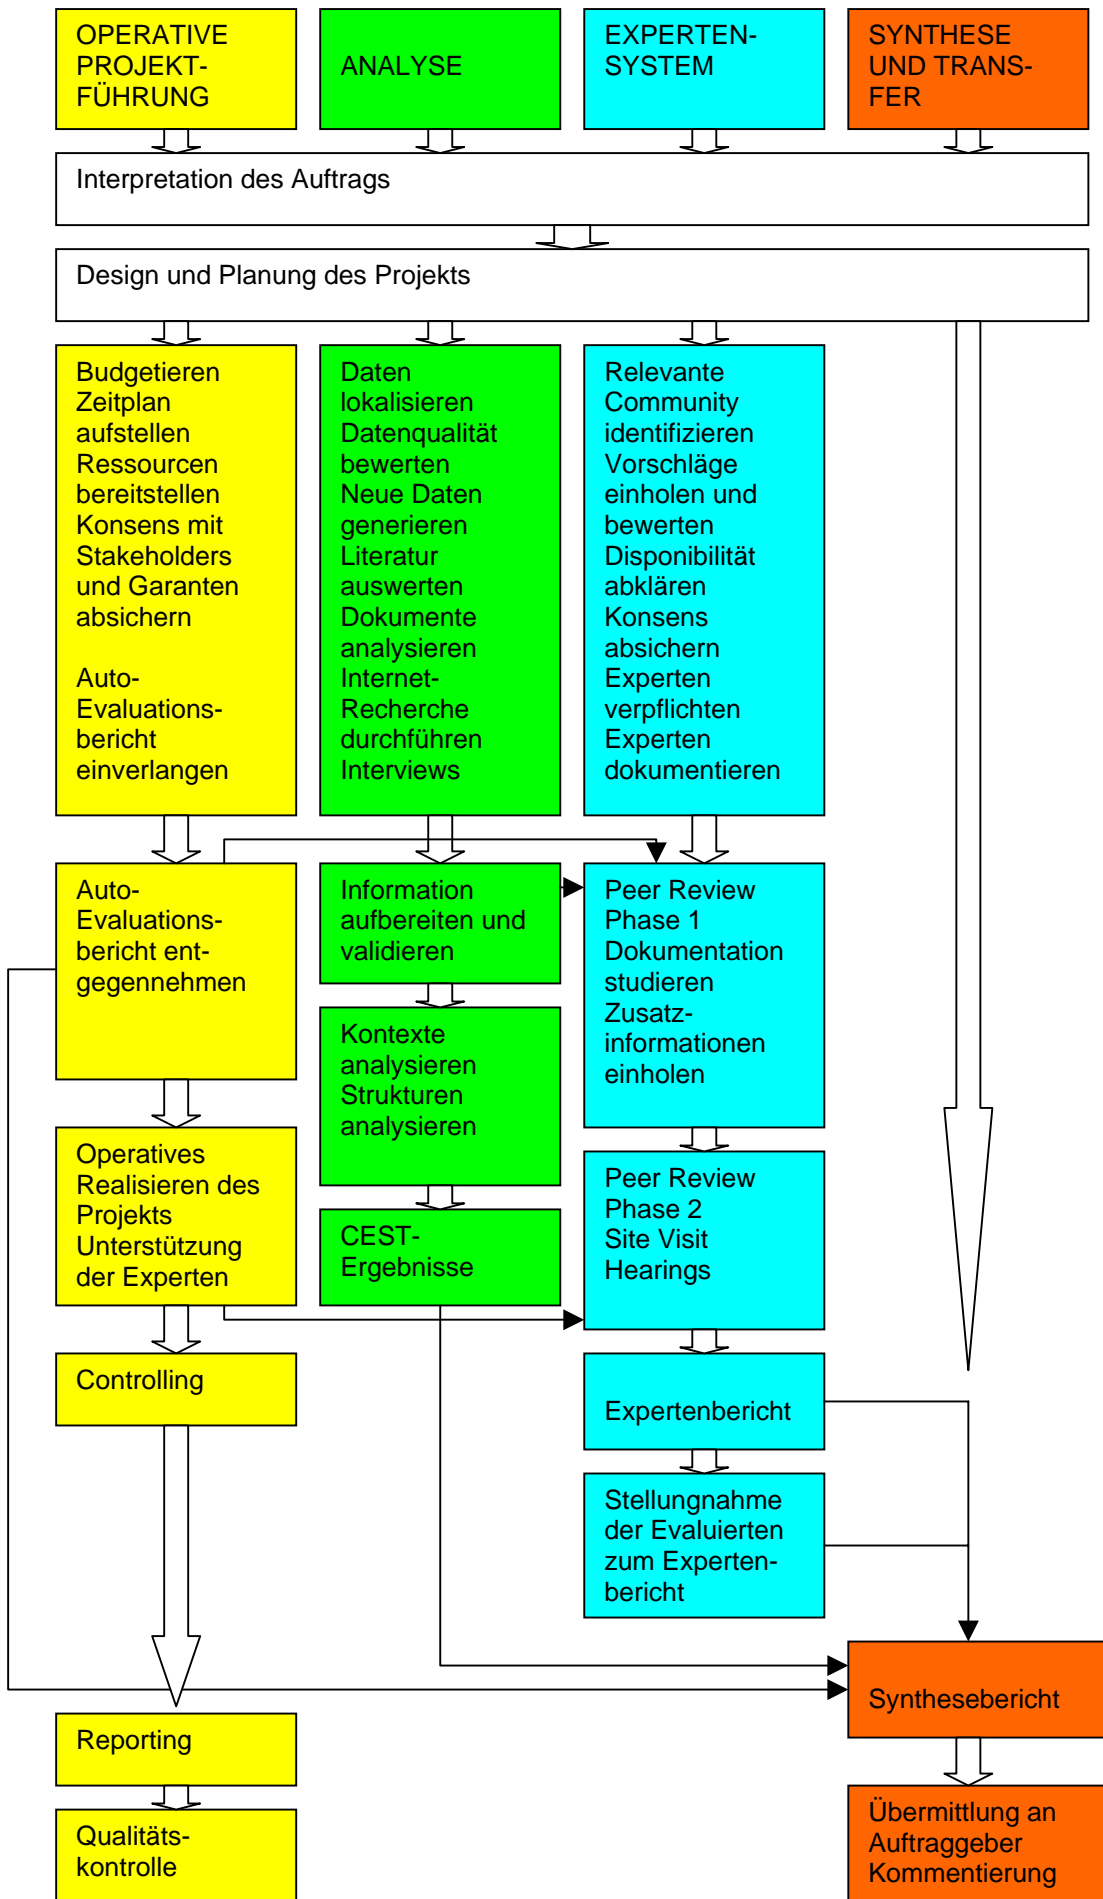 OPERATIVE
PROJEKT-
FÜHRUNG
ANALYSE
EXPERTEN-
SYSTEM
SYNTHESE
UND TRANS-
FER
Interpretation des Auftrags
Design und Planung des Projekts
Budgetieren
Zeitplan
aufstellen
Ressourcen
bereitstellen
Konsens mit
Stakeholders
und Garanten
absichern
Auto-
Evaluations-
bericht
einverlangen
Daten
lokalisieren
Datenqualität
bewerten
Neue Daten
generieren
Literatur
auswerten
Dokumente
analysieren
Internet-
Recherche
durchführen
Interviews
Relevante
Community
identifizieren
Vorschläge
einholen und
bewerten
Disponibilität
abklären
Konsens
absichern
Experten
verpflichten
Experten
dokumentieren
Auto-
Evaluations-
bericht ent-
gegennehmen
Information
aufbereiten und
validieren
Peer Review
Phase 1
Dokumentation
studieren
Zusatz-
informationen
einholen
Kontexte
analysieren
Strukturen
analysieren
Operatives
Realisieren des
Projekts
Unterstützung
der Experten
CEST-
Ergebnisse
Peer Review
Phase 2
Site Visit
Hearings
Controlling
Expertenbericht
Stellungnahme
der Evaluierten
zum Experten-
bericht
Synthesebericht
Reporting
Qualitäts-
kontrolle
Übermittlung an
Auftraggeber
Kommentierung